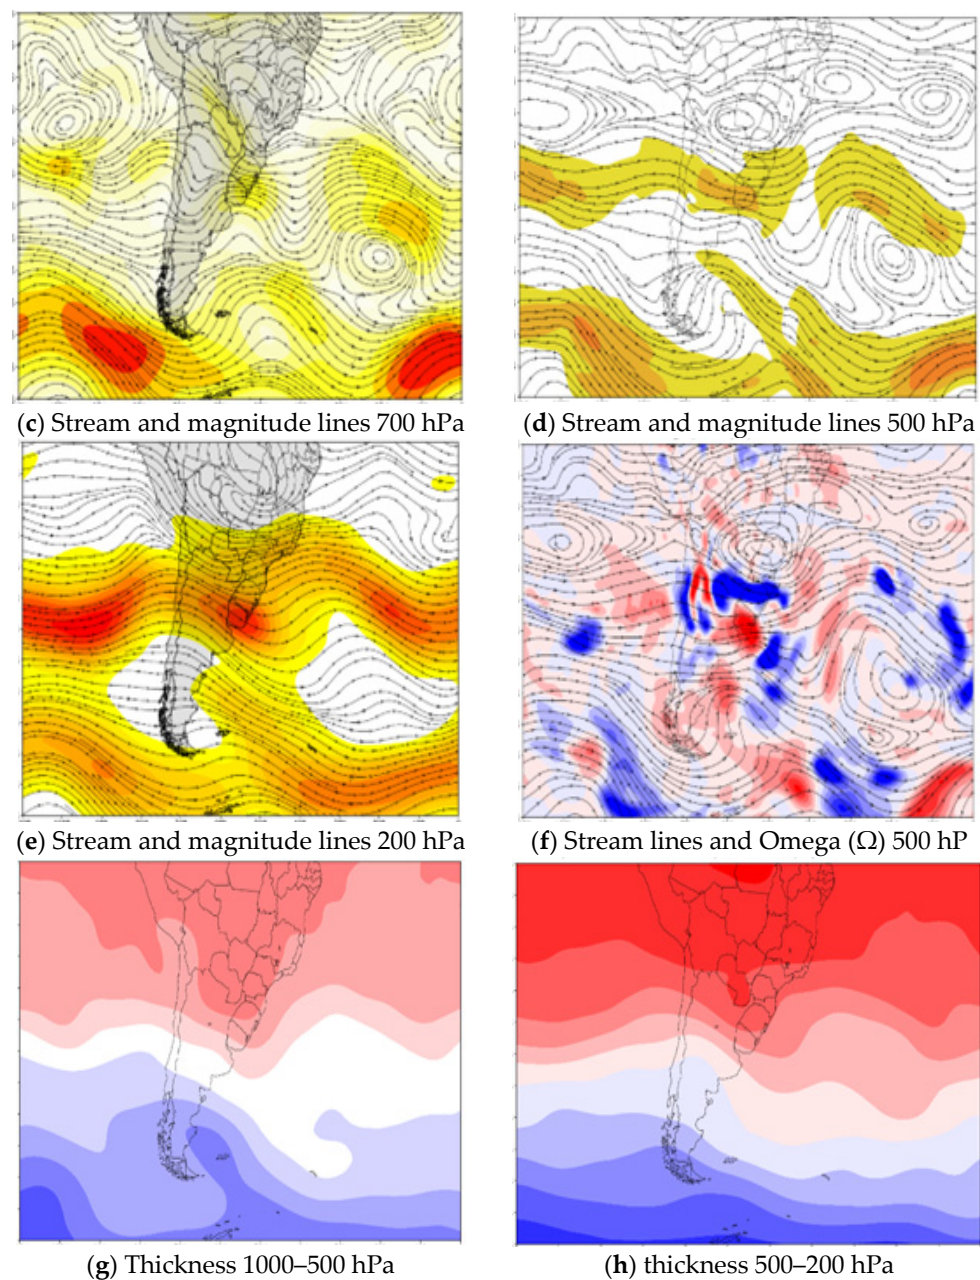 (c) Stream and magnitude lines 700 hPa
(d) Stream and magnitude lines 500 hPa
(e) Stream and magnitude lines 200 hPa
(f) Stream lines and Omega (Ω) 500 hP
(g) Thickness 1000–500 hPa
(h) thickness 500–200 hPa